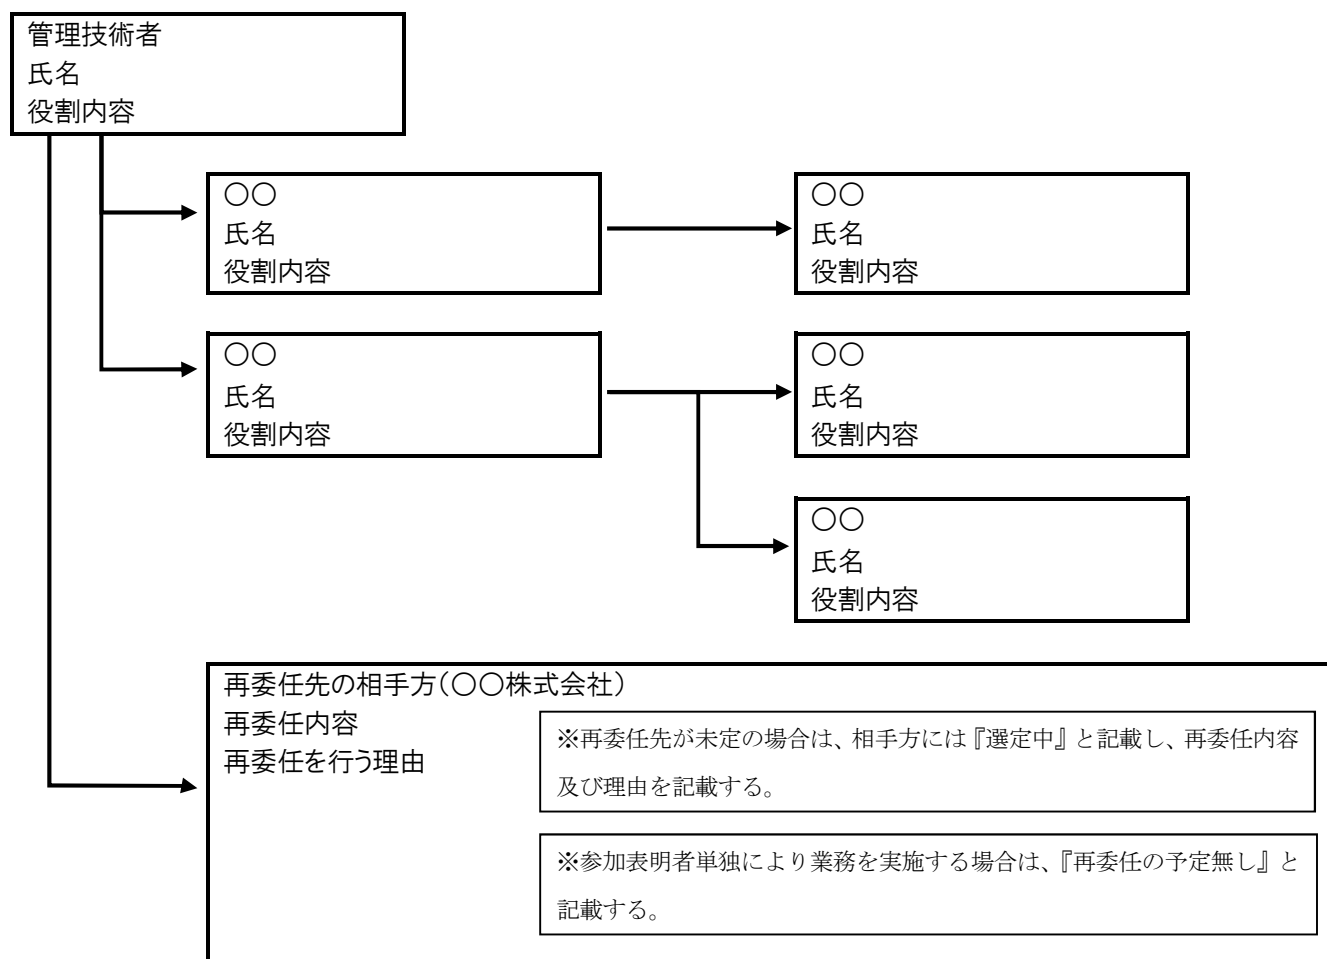 管理技術者
氏名
役割内容
〇〇
氏名
役割内容
〇〇
氏名
役割内容
〇〇
氏名
役割内容
〇〇
氏名
役割内容
〇〇
氏名
役割内容
再委任先の相手方（〇〇株式会社）
再委任内容
再委任を行う理由
※再委任先が未定の場合は、相手方には『選定中』と記載し、再委任内容
及び理由を記載する。
※参加表明者単独により業務を実施する場合は、『再委任の予定無し』と
記載する。